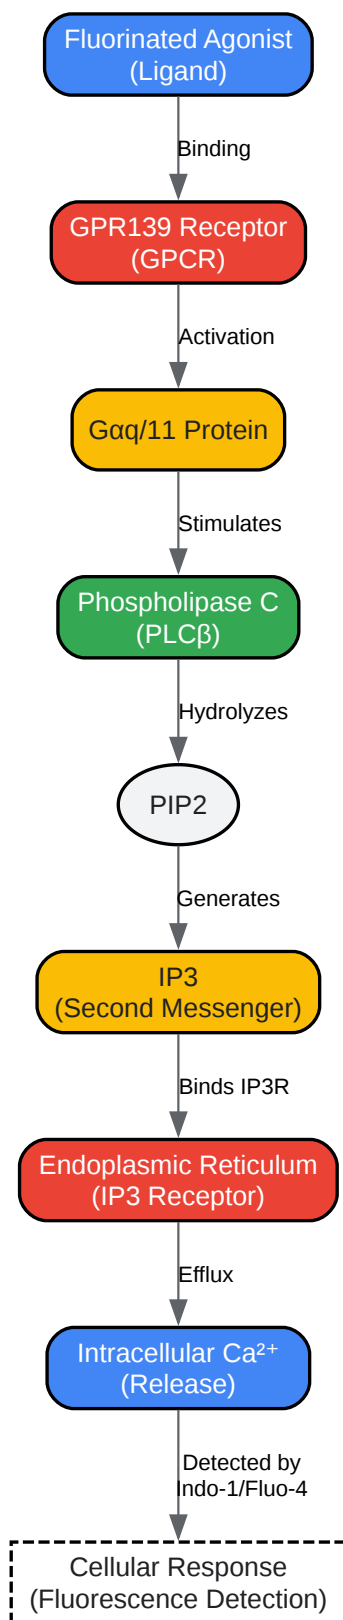 Fluorinated Agonist
(Ligand)
Binding
GPR139 Receptor
(GPCR)
Activation
Gαq/11 Protein
Stimulates
Phospholipase C
(PLCβ)
Hydrolyzes
PIP2
Generates
IP3
(Second Messenger)
Binds IP3R
Endoplasmic Reticulum
(IP3 Receptor)
Efflux
Intracellular Ca²⁺
(Release)
Detected by
Indo-1/Fluo-4
Cellular Response
(Fluorescence Detection)